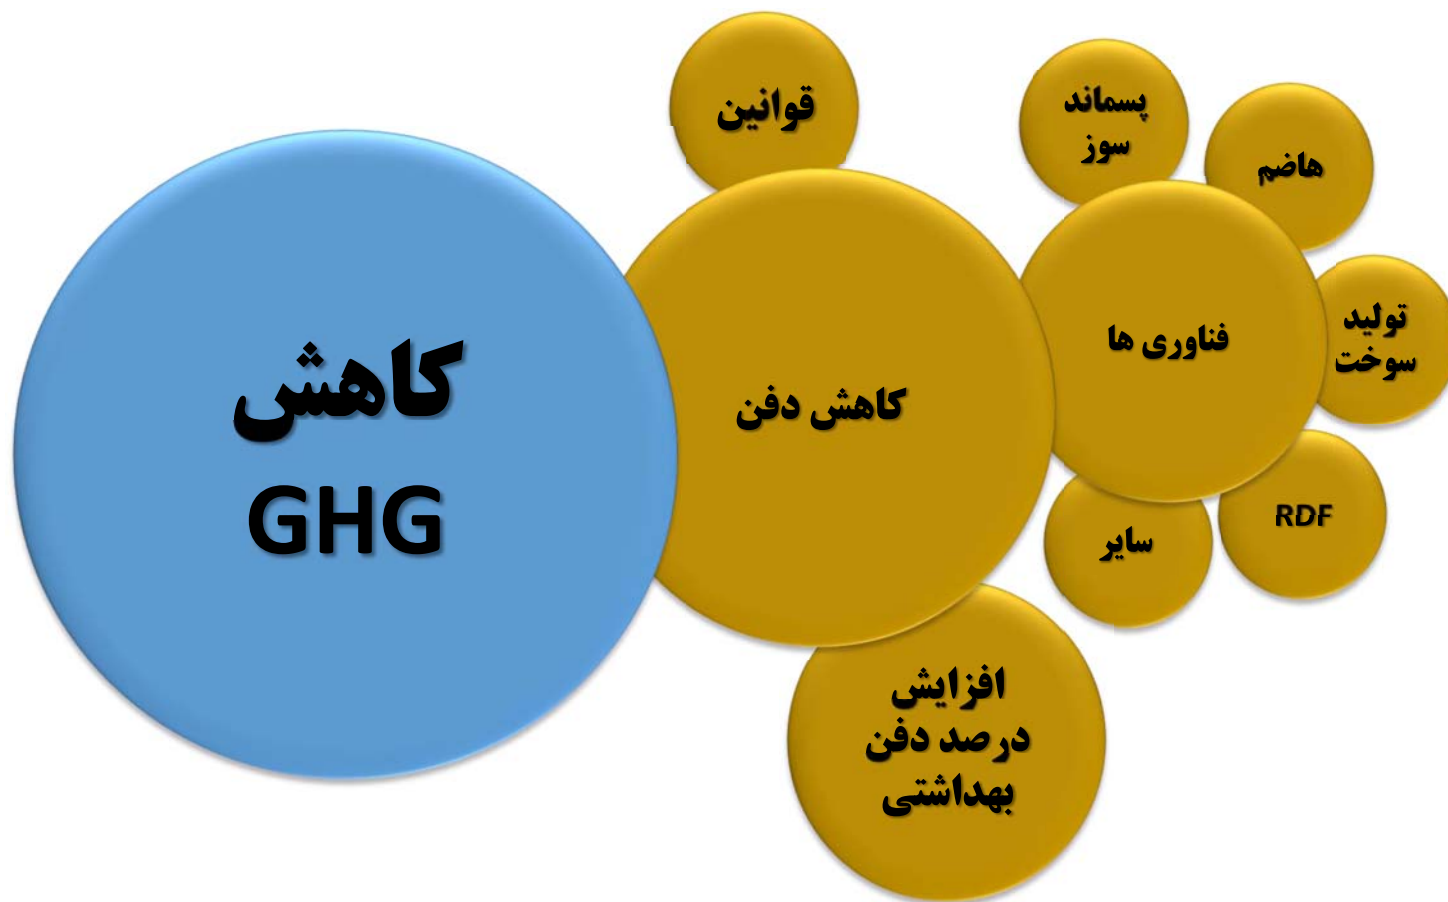 کاهش
GHG
قوانین
کاهش دفن
افزایش
درصد دفن
بهداشتی
فناوری ها
پسماند
سوز
هاضم
تولید
سوخت
RDF
سایر